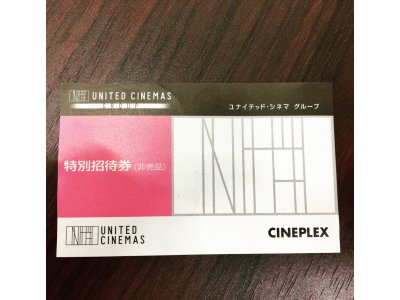 UNITED CINEMAS
GROUP
ユナイテッド・シネマ グループ
特別招待券(非売品)
UNITED
CINEMAS
CINEPLEX